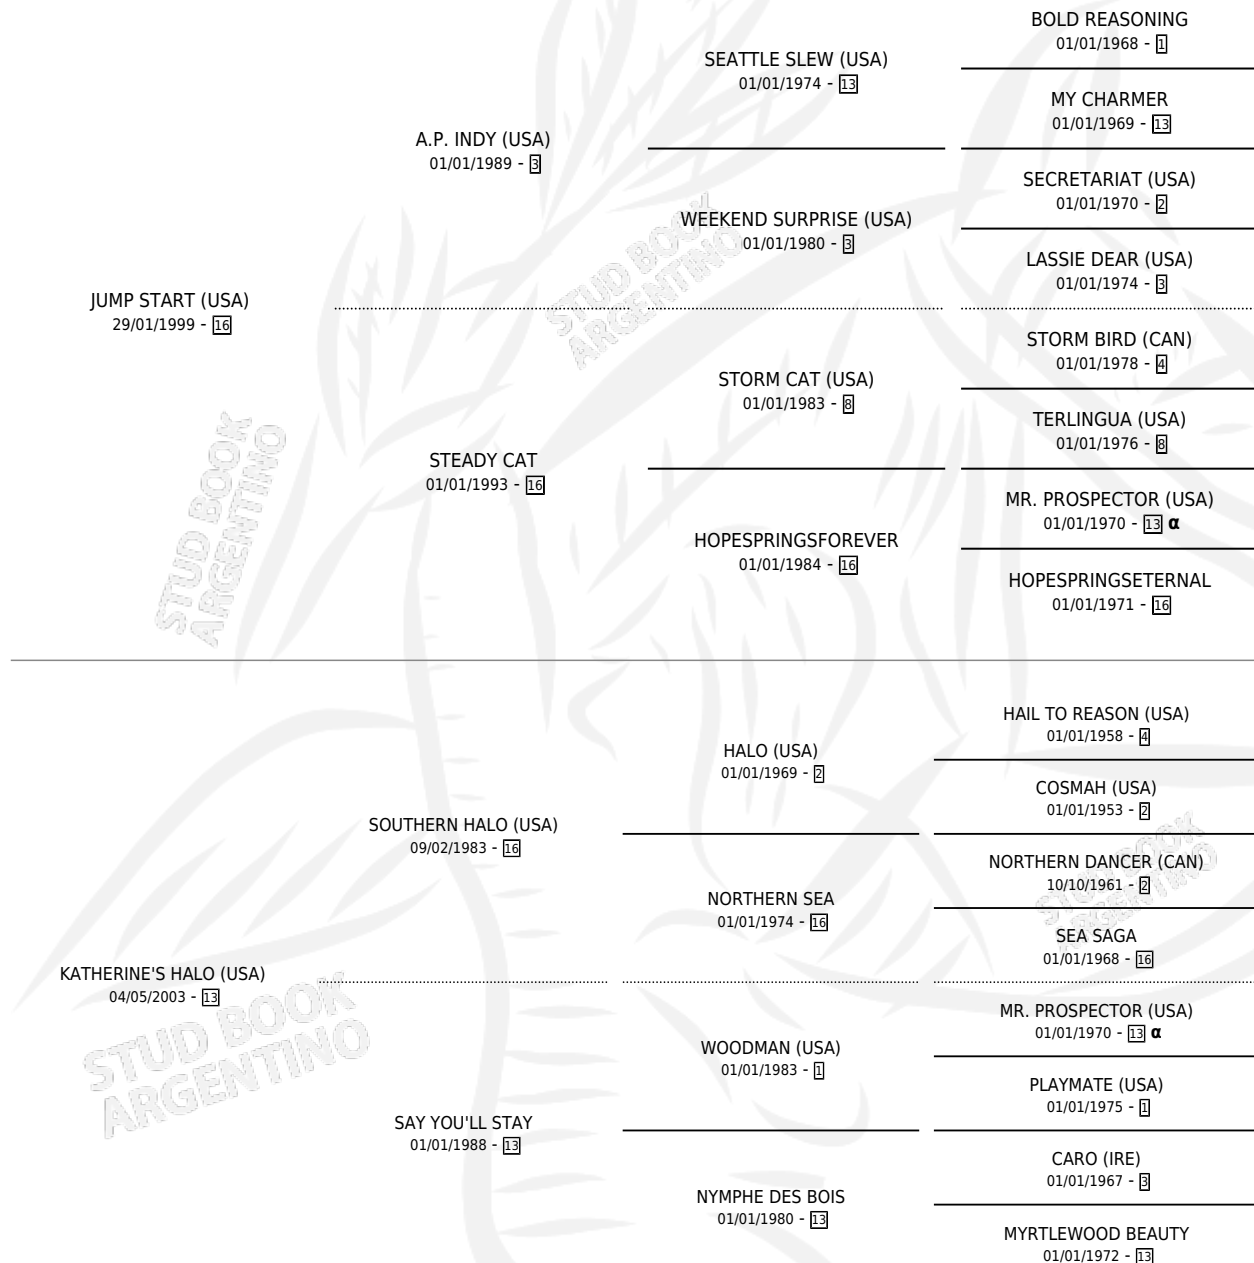 BOLD REASONING
01/01/1968 - 1
SEATTLE SLEW (USA)
01/01/1974 - 13
MY CHARMER
01/01/1969 - 13
A.P. INDY (USA)
01/01/1989 - 3
SECRETARIAT (USA)
01/01/1970 - 2
WEEKEND SURPRISE (USA)
01/01/1980 - 3
LASSIE DEAR (USA)
01/01/1974 - 3
JUMP START (USA)
29/01/1999 - 16
STORM BIRD (CAN)
01/01/1978 - 4
STORM CAT (USA)
01/01/1983 - 8
TERLINGUA (USA)
01/01/1976 - 8
STEADY CAT
01/01/1993 - 16
MR. PROSPECTOR (USA)
01/01/1970 - 13 α
HOPESPRINGSFOREVER
01/01/1984 - 16
HOPESPRINGSETERNAL
01/01/1971 - 16
HAIL TO REASON (USA)
01/01/1958 - 4
HALO (USA)
01/01/1969 - 2
COSMAH (USA)
01/01/1953 - 2
SOUTHERN HALO (USA)
09/02/1983 - 16
NORTHERN DANCER (CAN)
10/10/1961 - 2
NORTHERN SEA
01/01/1974 - 16
SEA SAGA
01/01/1968 - 16
KATHERINE'S HALO (USA)
04/05/2003 - 13
MR. PROSPECTOR (USA)
01/01/1970 - 13 α
WOODMAN (USA)
01/01/1983 - 1
PLAYMATE (USA)
01/01/1975 - 1
SAY YOU'LL STAY
01/01/1988 - 13
CARO (IRE)
01/01/1967 - 3
NYMPHE DES BOIS
01/01/1980 - 13
MYRTLEWOOD BEAUTY
01/01/1972 - 13
STUD BOOK
ARGENTINO
STUD BOOK
ARGENTINO
STUD BOOK
ARGENTINO
STUD BOOK
ARGENTINO